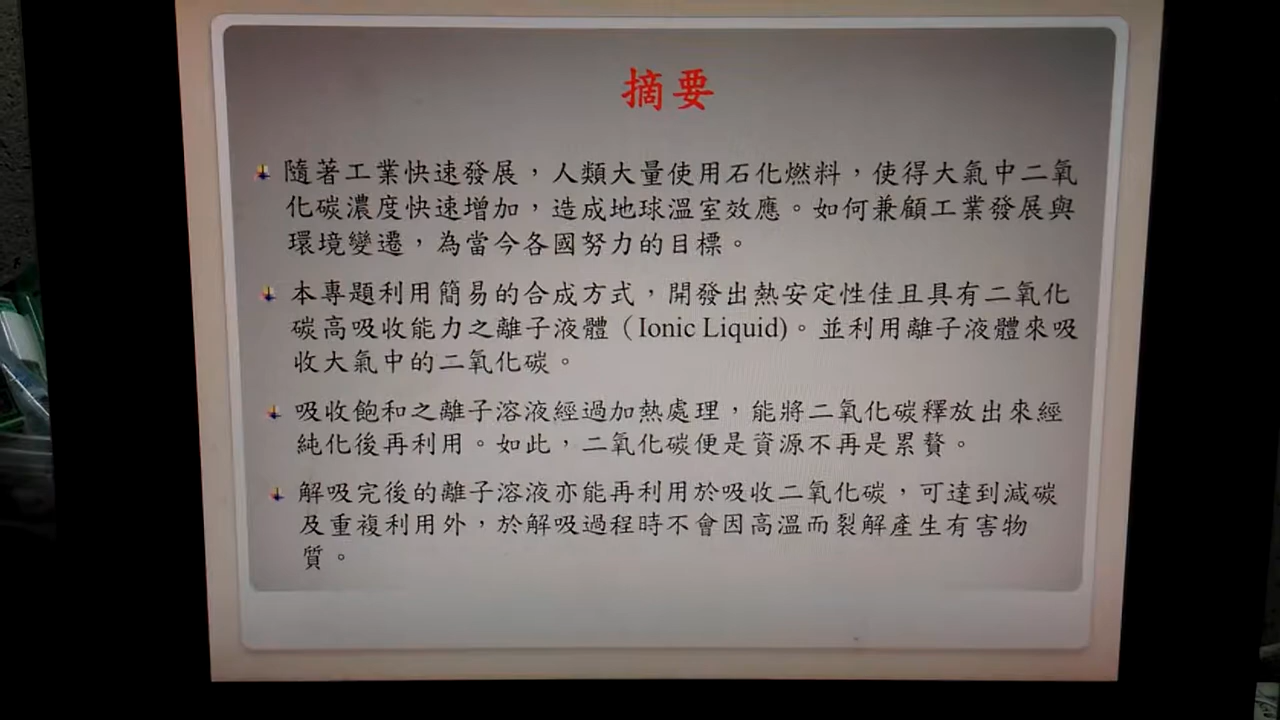 摘要
隨著工業快速發展，人類大量使用石化燃料，使得大氣中二氧
化碳濃度快速增加，造成地球溫室效應。如何兼顧工業發展與
環境變遷，為當今各國努力的目標。
本專題利用簡易的合成方式，開發出熱安定性佳且具有二氧化
碳高吸收能力之離子液體（Ionic Liquid)。並利用離子液體來吸
收大氣中的二氧化碳。
吸收飽和之離子溶液經過加熱處理，能將二氧化碳釋放出來經
純化後再利用。如此，二氧化碳便是資源不再是累贅。
解吸完後的離子溶液亦能再利用於吸收二氧化碳，可達到減碳
及重複利用外，於解吸過程時不會因高溫而裂解產生有害物
質。